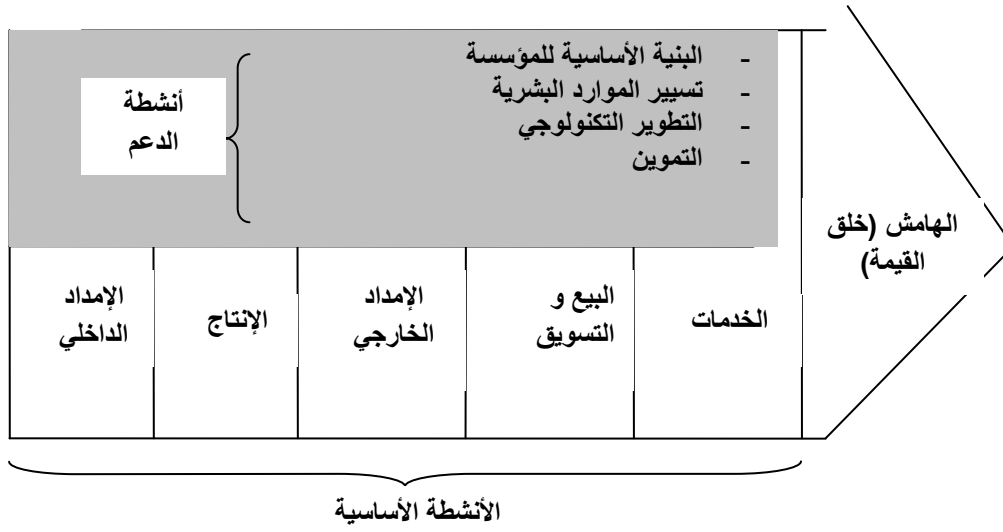 - البنية الأساسية للمؤسسة
- تسيير الموارد البشرية
- التطوير التكنولوجي
- التموين
أنشطة
الدعم
الهامش (خلق
القيمة)
الإمداد
الداخلي
الإنتاج
الإمداد
الخارجي
البيع و
التسويق
الخدمات
الأنشطة الأساسية